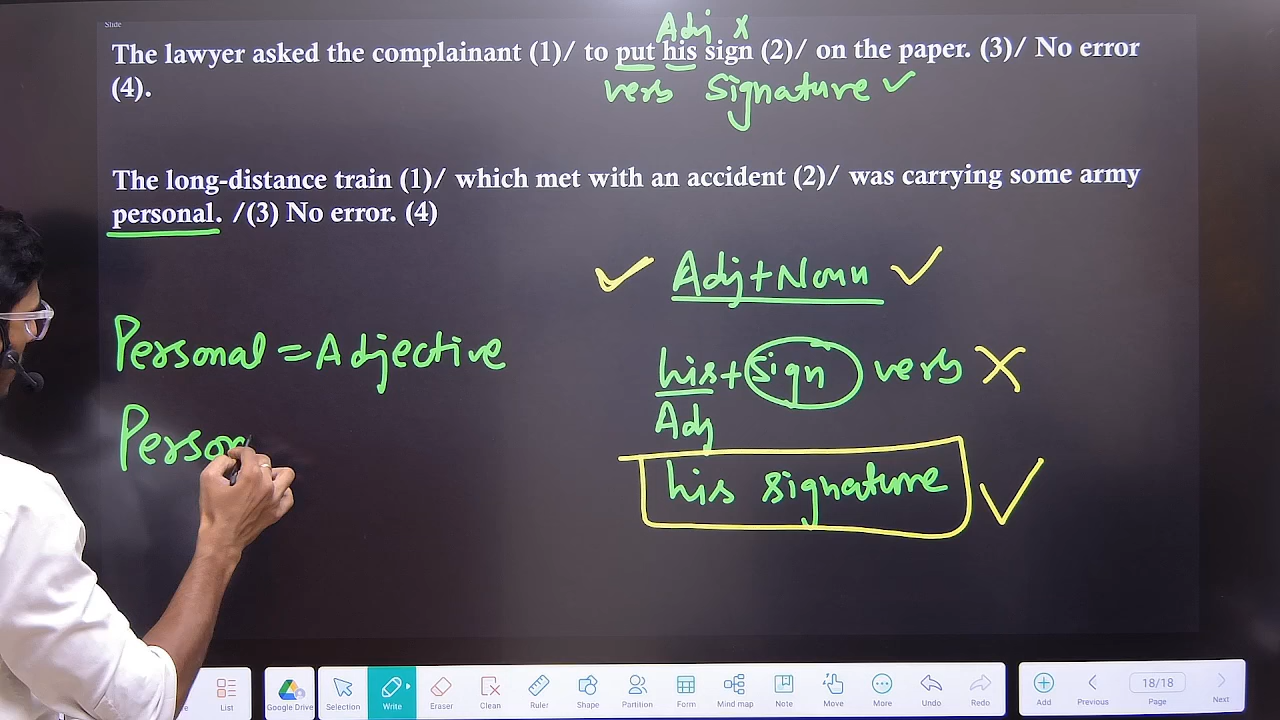 Slide
Adj x
The lawyer asked the complainant (1)/ to put his sign (2)/ on the paper. (3)/ No error
(4).
verb Signature ✓
The long-distance train (1)/ which met with an accident (2)/ was carrying some army
personal. /(3) No error. (4)
✓ Adj+Noun ✓
Personal = Adjective
his + sign verb X
Adj
Person
his signature ✓
List
Google Drive
Selection
Write
Eraser
Clean
Ruler
Shape
Partition
Form
Mind map
Note
Move
More
Undo
Redo
Add
Previous
18/18
Page
Next